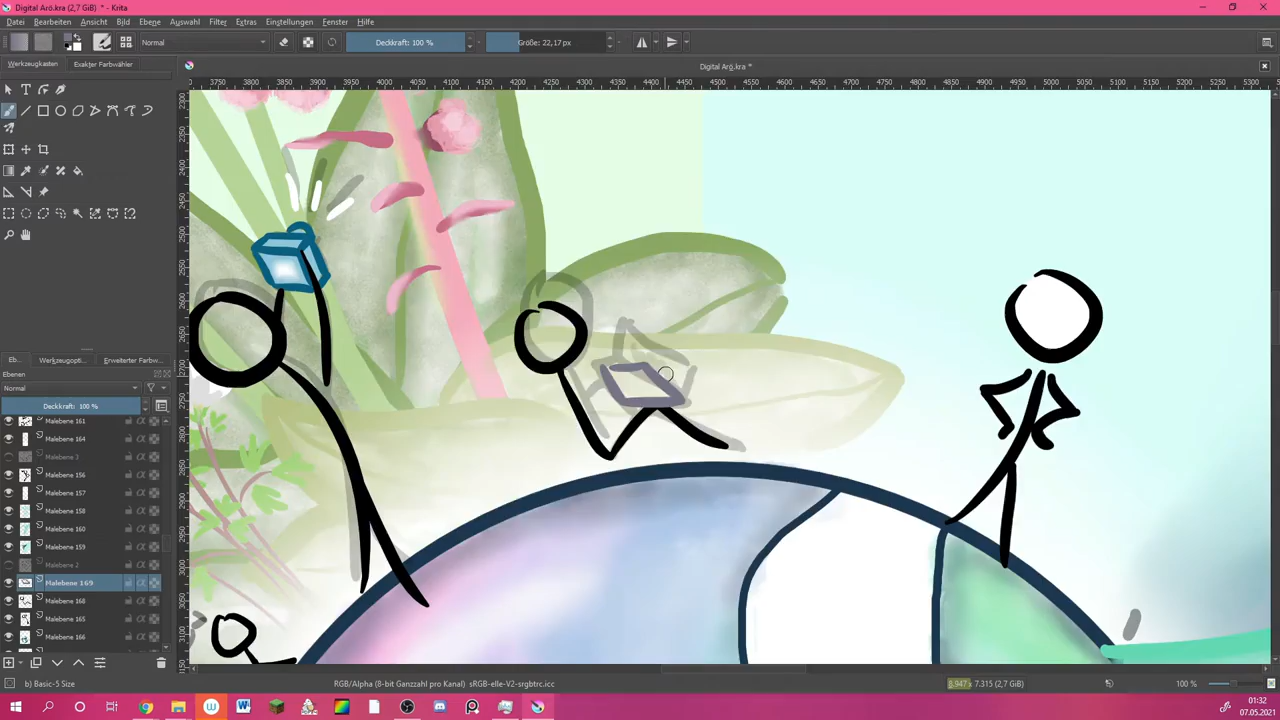 Digital Aró.kra (2,7 GiB) * - Krita
Datei Bearbeiten Ansicht Ebene Auswahl Bild Filter Extras Einstellungen Fenster Hilfe
Normal Deckkraft: 100 % Größe: 22,17 px
Werkzeugkasten Exakter Farbwähler
Digital Aró.kra *
3750 3800 3850 3900 3950 4000 4050 4100 4150 4200 4250 4300 4350 4400 4450 4500 4550 4600 4650 4700 4750 4800 4850 4900 4950 5000 5050 5100 5150 5200 5250 5300
Eb... Werkzeugopti... Erweiterter Farbw...
Ebenen
Normal
Deckkraft: 100 %
Malebene 161
Malebene 164
Malebene 3
Malebene 156
Malebene 157
Malebene 158
Malebene 160
Malebene 159
Malebene 2
Malebene 169
Malebene 168
Malebene 165
Malebene 166
b) Basic-5 Size
RGB/Alpha (8-bit Ganzzahl pro Kanal) sRGB-elle-V2-srgbtrc.icc
8.947 x 7.315 (2,7 GiB)
100 %
01:32
07.05.2021